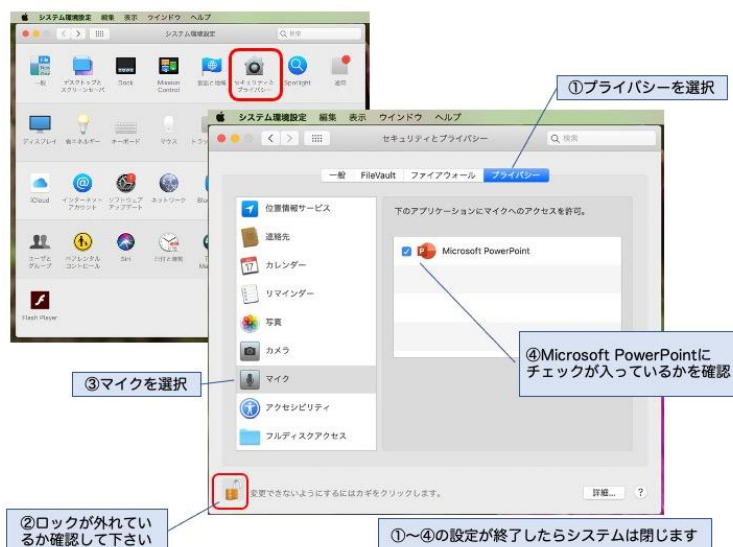 システム環境設定 編集 表示 ウインドウ ヘルプ
システム環境設定
検索
一般
デスクトップと
スクリーンセーバ
Dock
Mission
Control
言語と地域
セキュリティと
プライバシー
Spotlight
通知
ディスプレイ
省エネルギー
キーボード
マウス
トラッ
iCloud
インターネット
アカウント
ソフトウェア
アップデート
ネットワーク
Blu
ユーザと
グループ
ペアレンタル
コントロール
Siri
日付と時刻
Flash Player
①プライバシーを選択
システム環境設定 編集 表示 ウインドウ ヘルプ
セキュリティとプライバシー
検索
一般 FileVault ファイアウォール プライバシー
位置情報サービス
連絡先
カレンダー
リマインダー
写真
カメラ
マイク
アクセシビリティ
フルディスクアクセス
下のアプリケーションにマイクへのアクセスを許可。
Microsoft PowerPoint
④Microsoft PowerPointに
チェックが入っているかを確認
③マイクを選択
変更できないようにするにはカギをクリックします。
詳細... ?
②ロックが外れてい
るか確認して下さい
①〜④の設定が終了したらシステムは閉じます